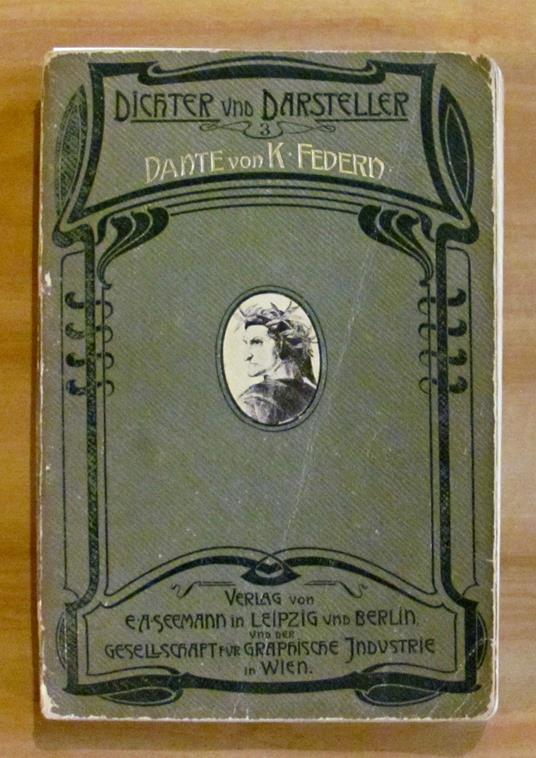 DICHTER UND DARSTELLER
3
DANTE VON K. FEDERN.
VERLAG VON
E.A.SEEMANN IN LEIPZIG UND BERLIN,
UND DER
GESELLSCHAFT FÜR GRAPHISCHE INDUSTRIE
IN WIEN.